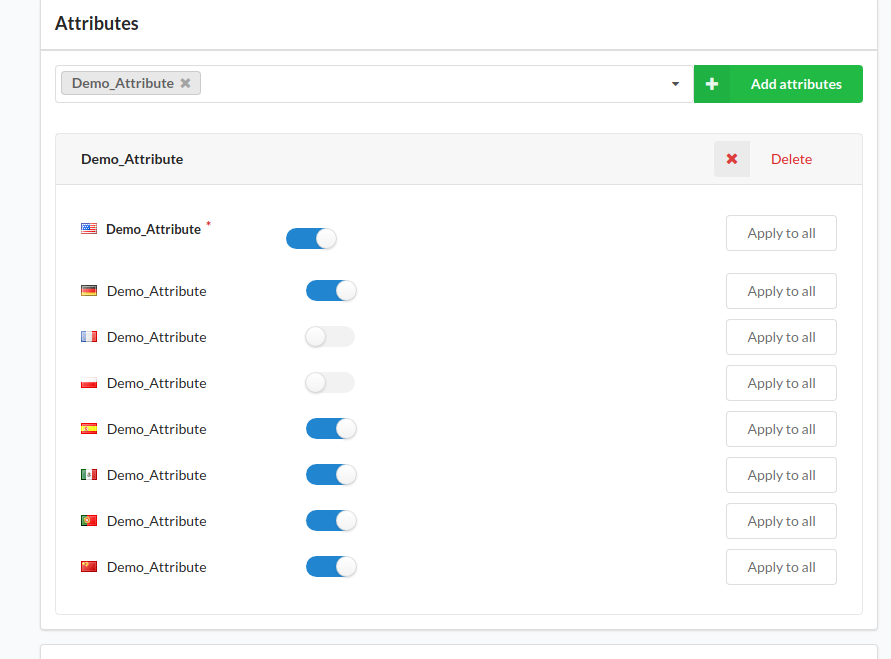 Attributes
Demo_Attribute
Add attributes
Demo_Attribute
Delete
Demo_Attribute *
Apply to all
Demo_Attribute
Apply to all
Demo_Attribute
Apply to all
Demo_Attribute
Apply to all
Demo_Attribute
Apply to all
Demo_Attribute
Apply to all
Demo_Attribute
Apply to all
Demo_Attribute
Apply to all